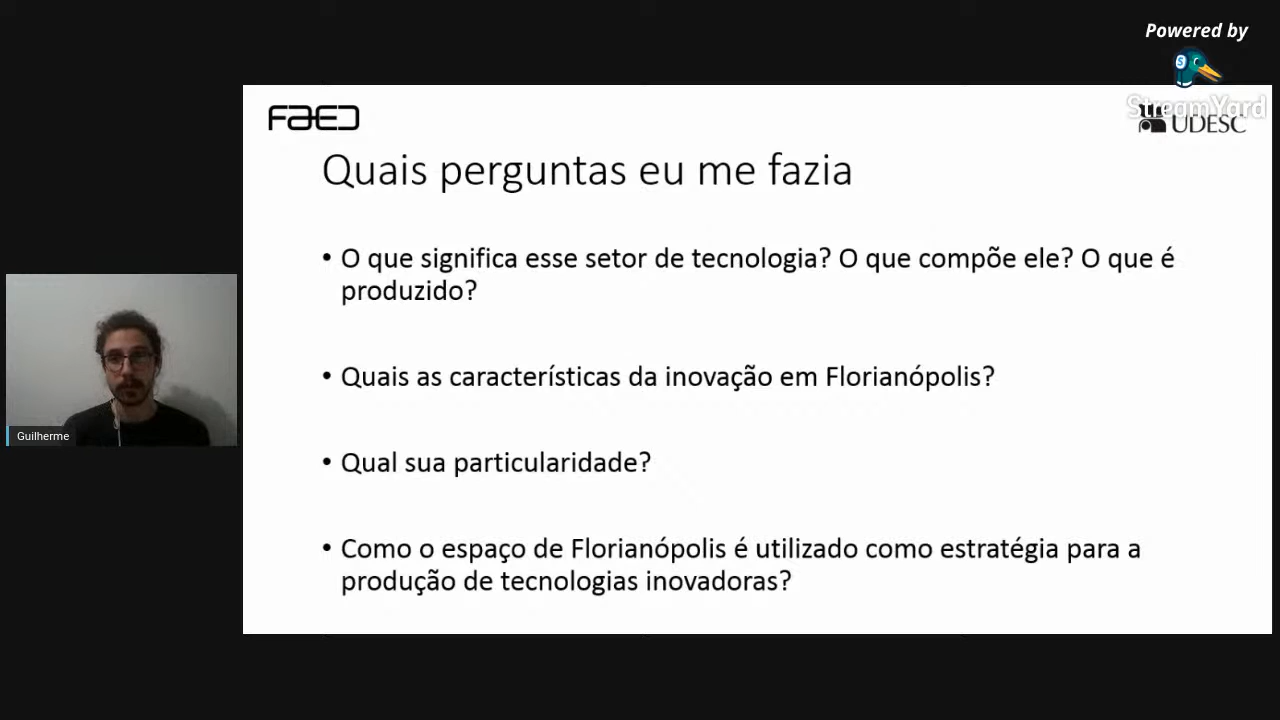 Powered by
StreamYard
FAED
UDESC
Quais perguntas eu me fazia
• O que significa esse setor de tecnologia? O que compõe ele? O que é
produzido?
• Quais as características da inovação em Florianópolis?
• Qual sua particularidade?
• Como o espaço de Florianópolis é utilizado como estratégia para a
produção de tecnologias inovadoras?
Guilherme